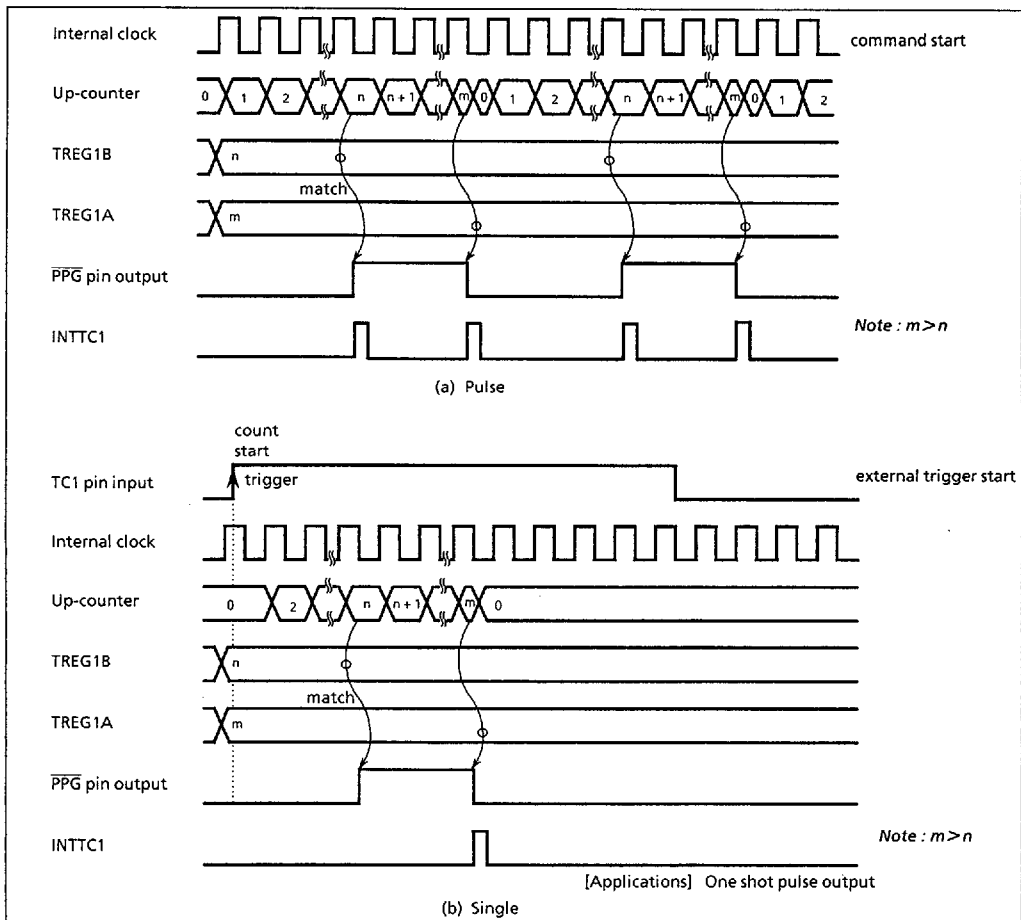 Internal clock
command start
Up-counter 0 1 2 n n+1 m 0 1 2 n n+1 m 0 1 2
TREG1B n
match
TREG1A m
PPG pin output
INTTC1
Note : m>n
(a) Pulse
count
start
TC1 pin input
trigger
external trigger start
Internal clock
Up-counter 0 2 n n+1 m 0
TREG1B n
match
TREG1A m
PPG pin output
INTTC1
Note : m>n
[Applications] One shot pulse output
(b) Single